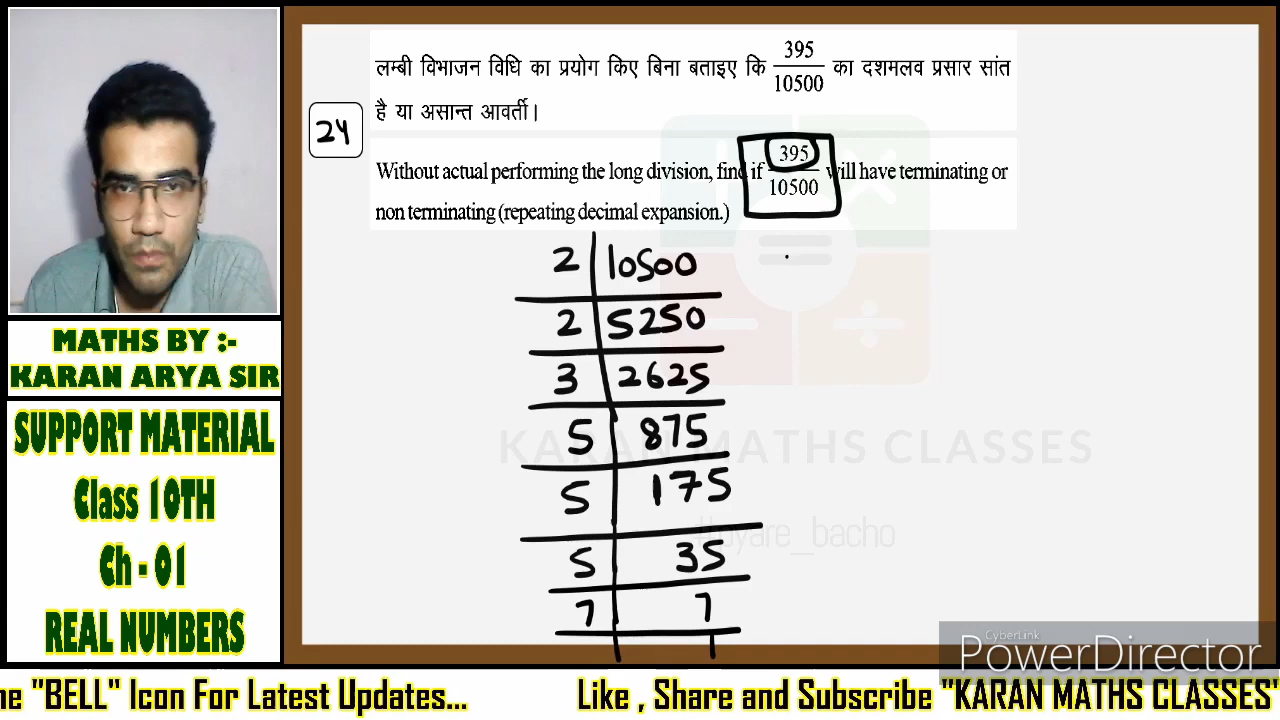 लम्बी विभाजन विधि का प्रयोग किए बिना बताइए कि 395/10500 का दशमलव प्रसार सांत
है या असान्त आवर्ती।
24
Without actual performing the long division, find if 395/10500 will have terminating or
non terminating (repeating decimal expansion.)
2 | 10500
2 | 5250
3 | 2625
5 | 875
5 | 175
5 | 35
7 | 7
1
MATHS BY :-
KARAN ARYA SIR
SUPPORT MATERIAL
Class 10TH
Ch - 01
REAL NUMBERS
KARAN MATHS CLASSES
#pyare_bacho
CyberLink
PowerDirector
he "BELL" Icon For Latest Updates...
Like , Share and Subscribe "KARAN MATHS CLASSES"